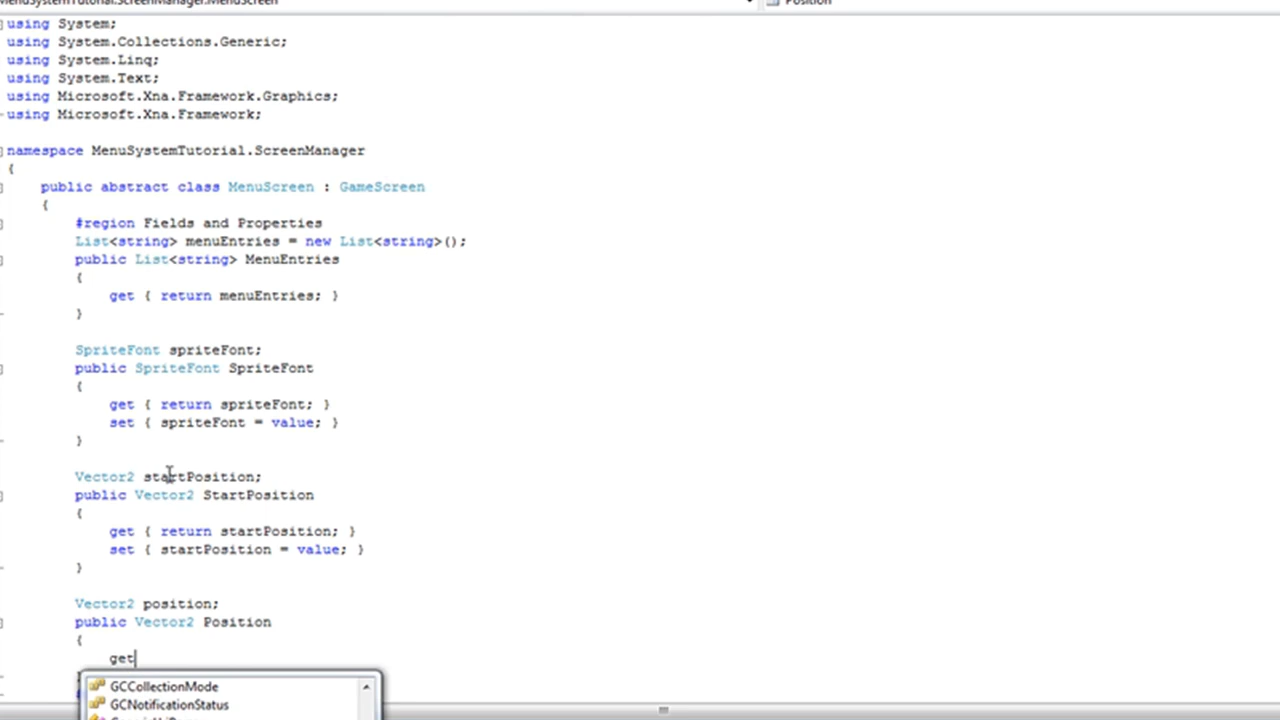 MenuSystemTutorial.ScreenManager.MenuScreen Position
using System;
using System.Collections.Generic;
using System.Linq;
using System.Text;
using Microsoft.Xna.Framework.Graphics;
using Microsoft.Xna.Framework;
namespace MenuSystemTutorial.ScreenManager
{
public abstract class MenuScreen : GameScreen
{
#region Fields and Properties
List<string> menuEntries = new List<string>();
public List<string> MenuEntries
{
get { return menuEntries; }
}
SpriteFont spriteFont;
public SpriteFont SpriteFont
{
get { return spriteFont; }
set { spriteFont = value; }
}
Vector2 startPosition;
public Vector2 StartPosition
{
get { return startPosition; }
set { startPosition = value; }
}
Vector2 position;
public Vector2 Position
{
get
GCCollectionMode
GCNotificationStatus